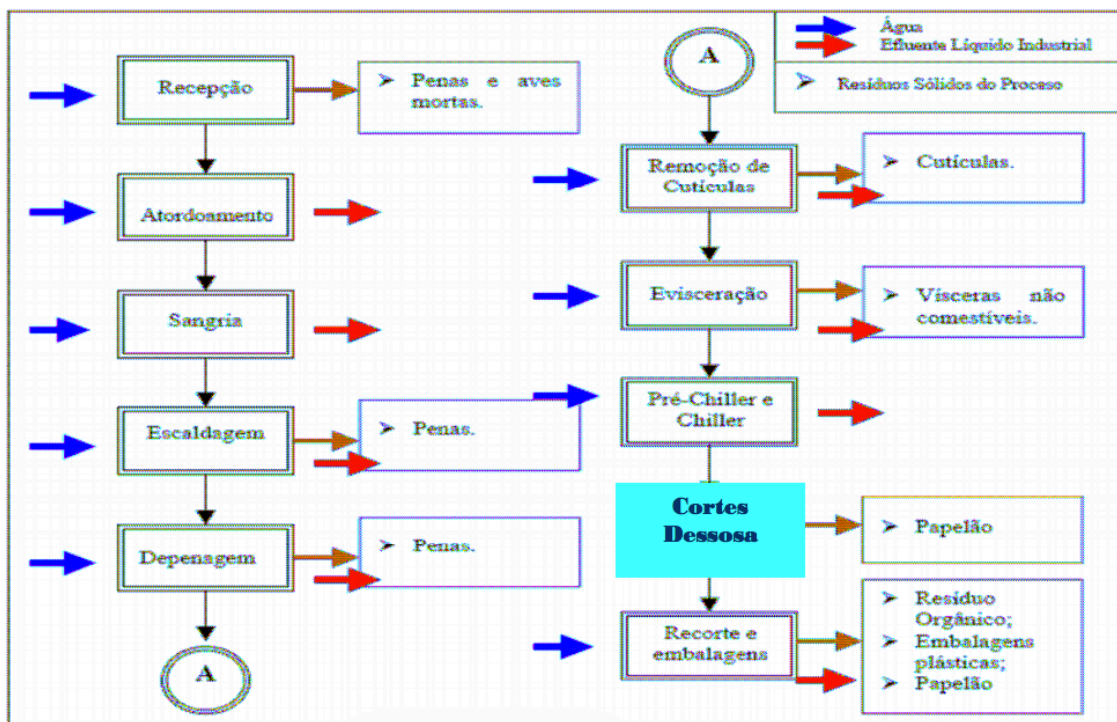 Recepção
➤ Penas e aves
mortas.
Atordoamento
Sangria
Escaldagem
➤ Penas.
Depenagem
➤ Penas.
A
Água
Efluente Líquido Industrial
➤ Resíduos Sólidos do Proceso
A
Remoção de
Cutículas
➤ Cutículas.
Evisceração
➤ Vísceras não
comestíveis.
Pré-Chiller e
Chiller
Cortes
Dessosa
➤ Papelão
Recorte e
embalagens
➤ Resíduo
Orgânico;
➤ Embalagens
plásticas;
➤ Papelão